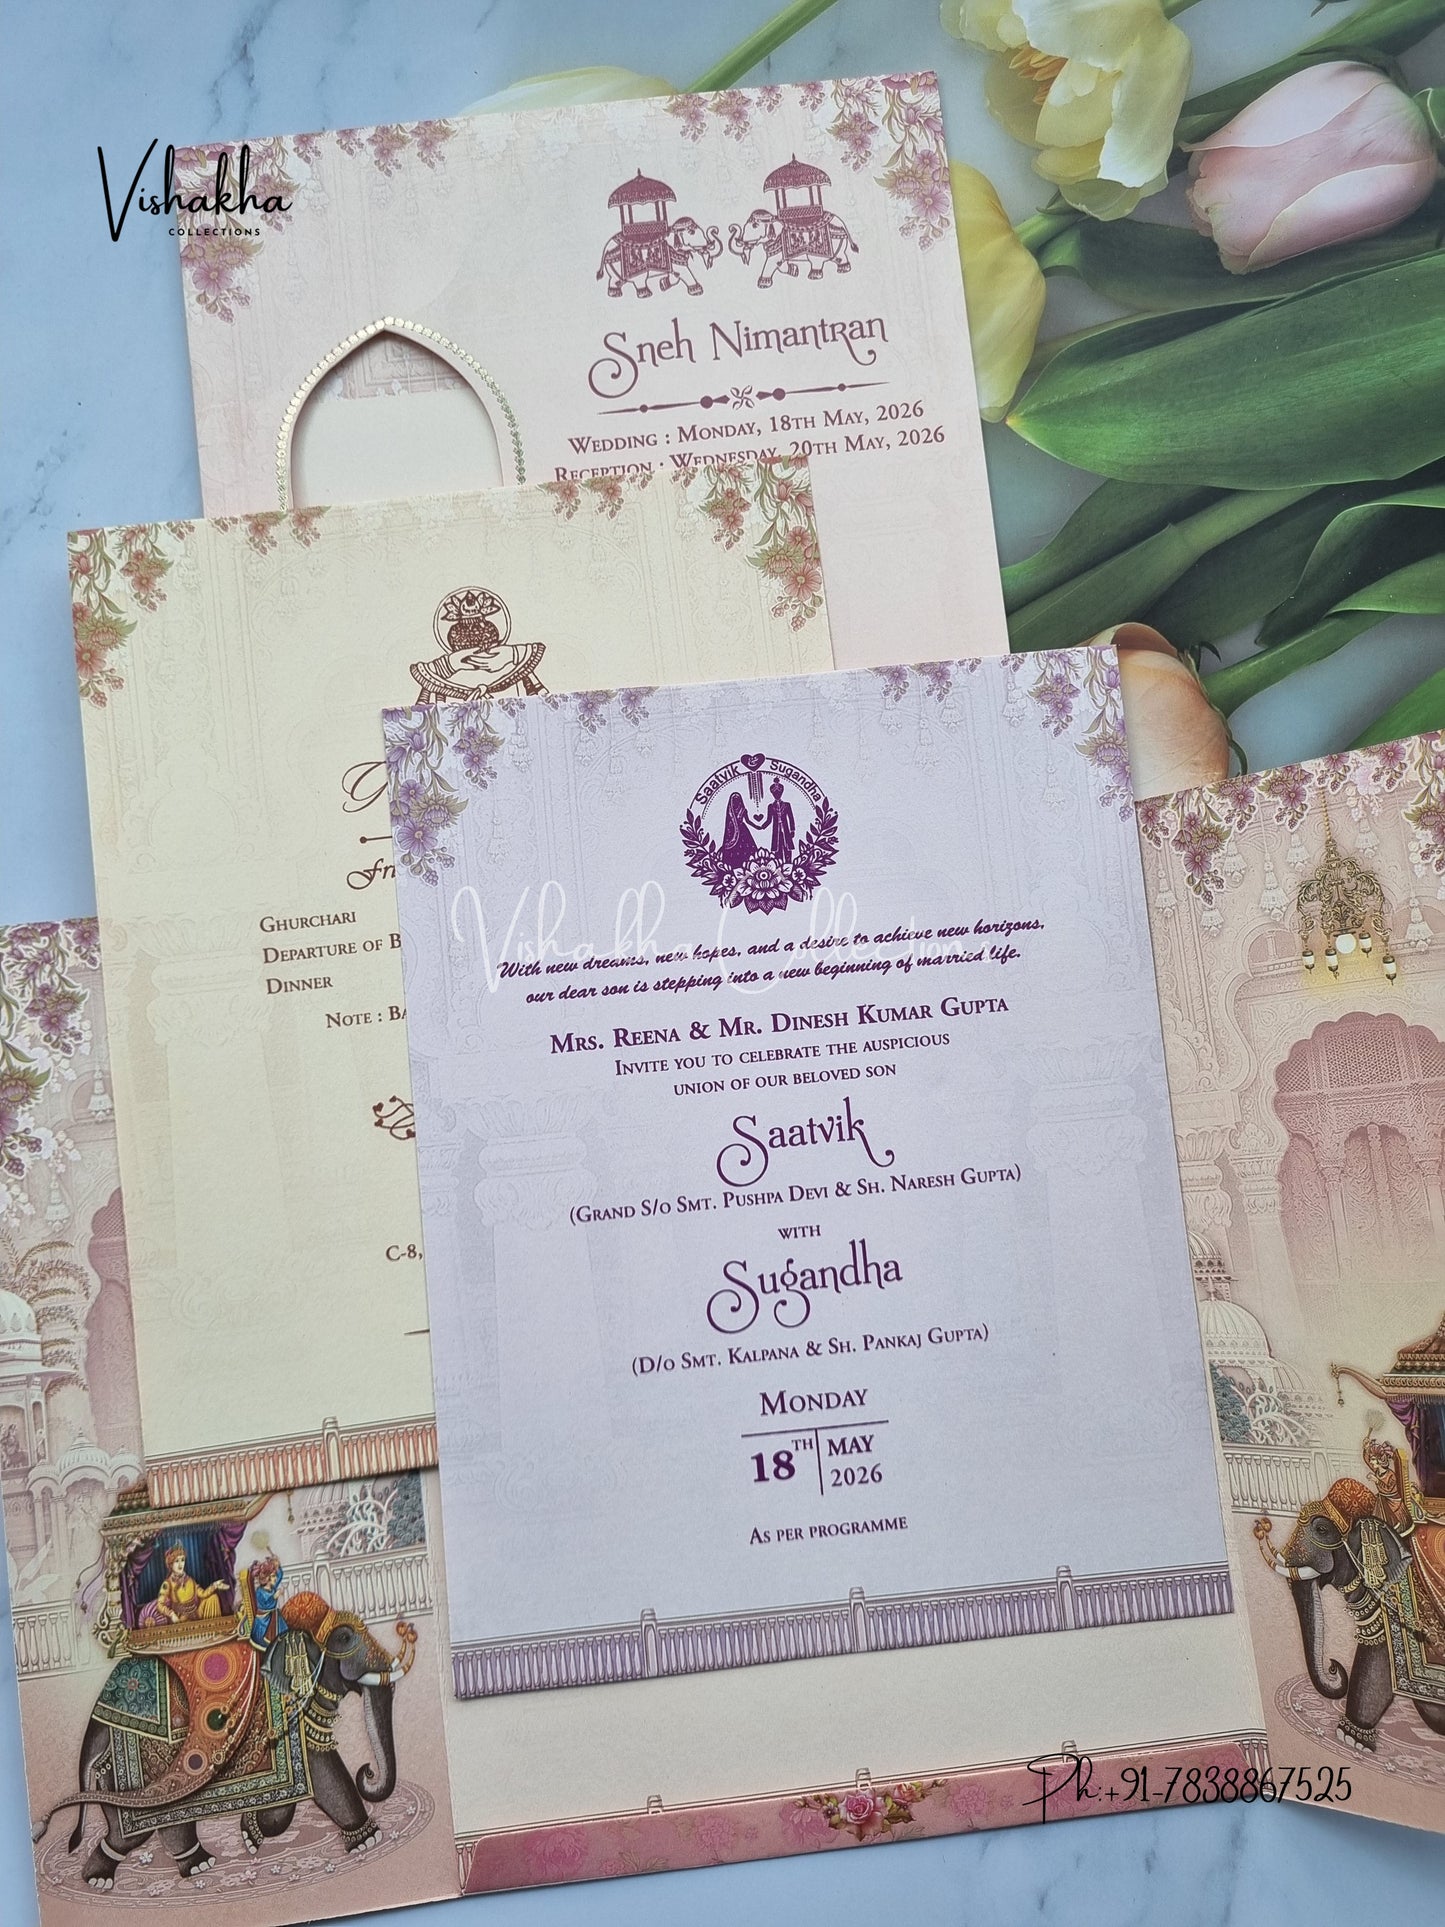 Vishakha
COLLECTIONS
Sneh Nimantran
Wedding : Monday, 18th May, 2026
Reception : Wednesday, 20th May, 2026
Ghurchari
Departure of B
Dinner
Note : Ba
C-8,
Saatvik Sugandha
Vishakha Collections
With new dreams, new hopes, and a desire to achieve new horizons,
our dear son is stepping into a new beginning of married life.
Mrs. Reena & Mr. Dinesh Kumar Gupta
Invite you to celebrate the auspicious
union of our beloved son
Saatvik
(Grand S/o Smt. Pushpa Devi & Sh. Naresh Gupta)
with
Sugandha
(D/o Smt. Kalpana & Sh. Pankaj Gupta)
Monday
18TH MAY
2026
As per programme
Ph:+91-7838867525